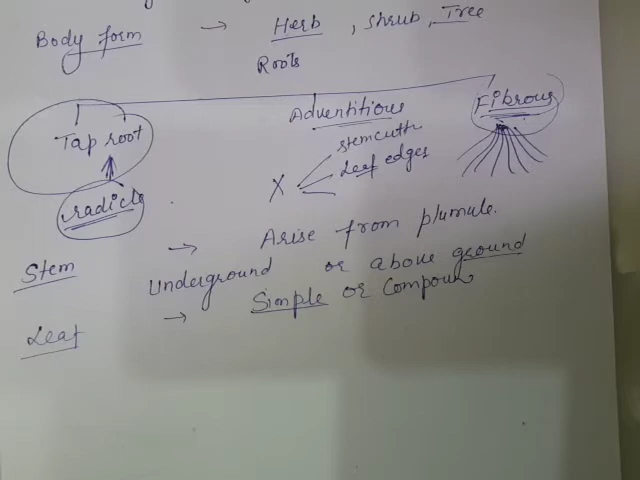 Body form → Herb, Shrub, Tree
Roots
Tap root Adventitious Fibrous
stemcutt
Leaf edges
radicle X
Stem → Arise from plumule.
Underground or above ground
Leaf → Simple or Compoun